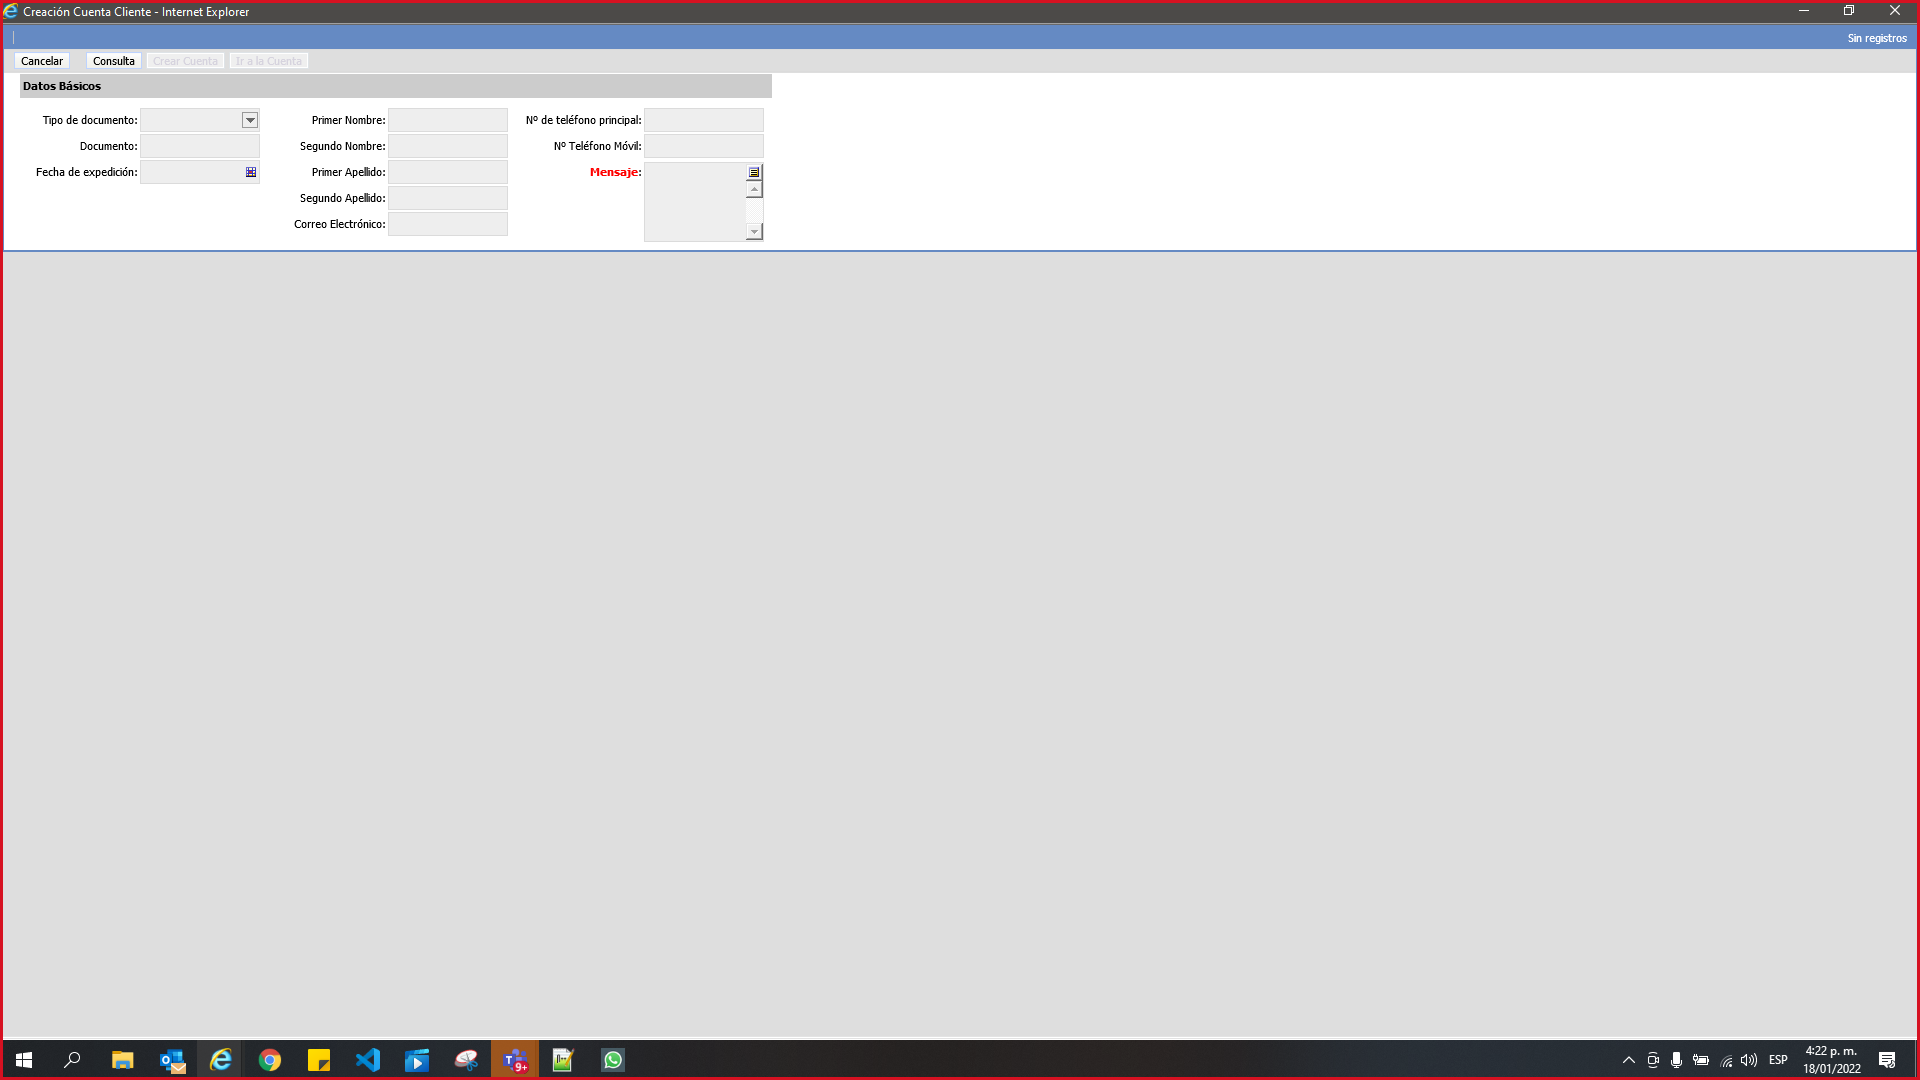 Creación Cuenta Cliente - Internet Explorer
Sin registros
Cancelar Consulta Crear Cuenta Ir a la Cuenta
Datos Básicos
Tipo de documento: Primer Nombre: Nº de teléfono principal:
Documento: Segundo Nombre: Nº Teléfono Móvil:
Fecha de expedición: Primer Apellido: Mensaje:
Segundo Apellido:
Correo Electrónico:
9+
ESP
4:22 p. m.
18/01/2022